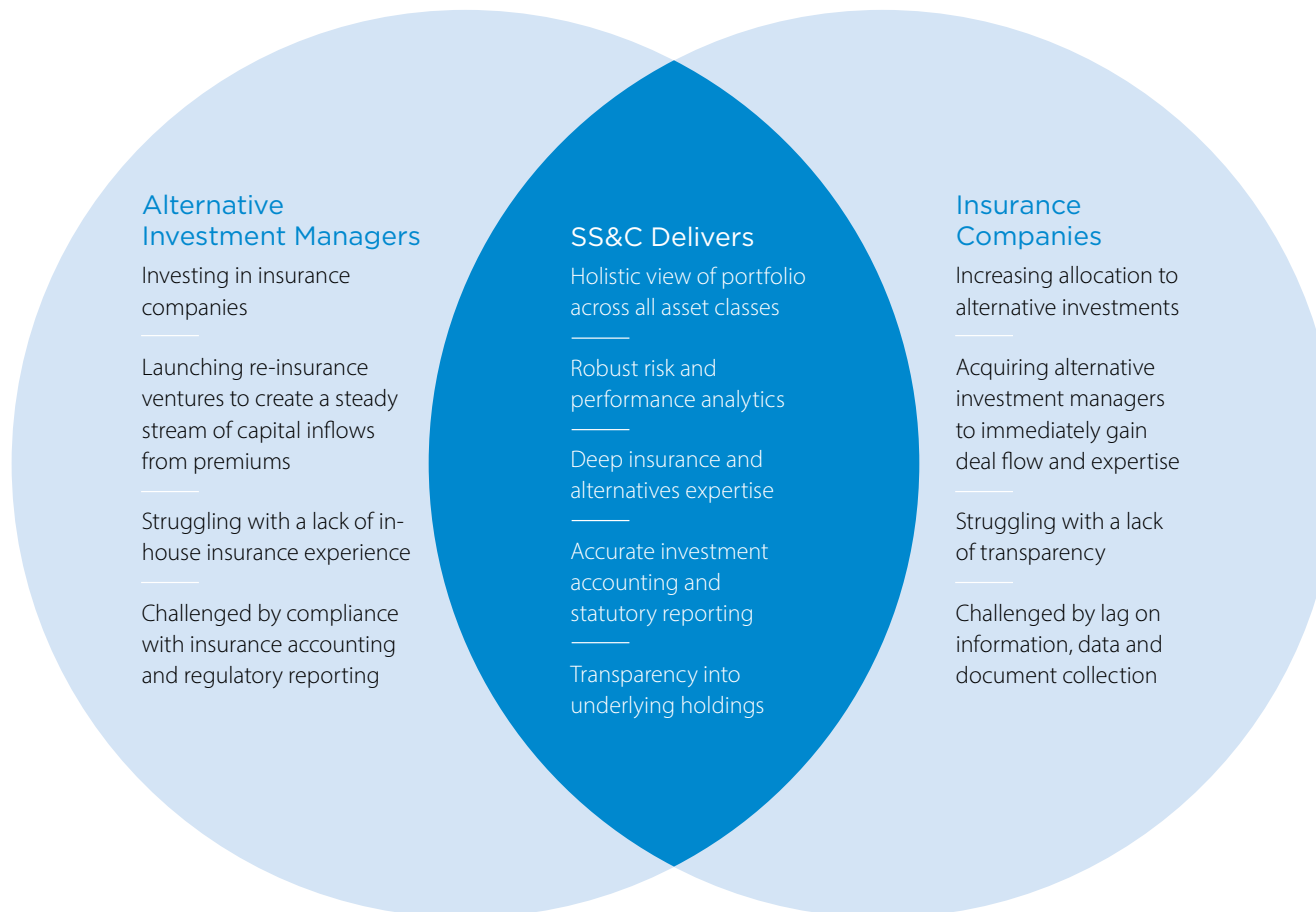 Alternative
Investment Managers
Investing in insurance
companies
Launching re-insurance
ventures to create a steady
stream of capital inflows
from premiums
Struggling with a lack of in-
house insurance experience
Challenged by compliance
with insurance accounting
and regulatory reporting
SS&C Delivers
Holistic view of portfolio
across all asset classes
Robust risk and
performance analytics
Deep insurance and
alternatives expertise
Accurate investment
accounting and
statutory reporting
Transparency into
underlying holdings
Insurance
Companies
Increasing allocation to
alternative investments
Acquiring alternative
investment managers
to immediately gain
deal flow and expertise
Struggling with a lack
of transparency
Challenged by lag on
information, data and
document collection